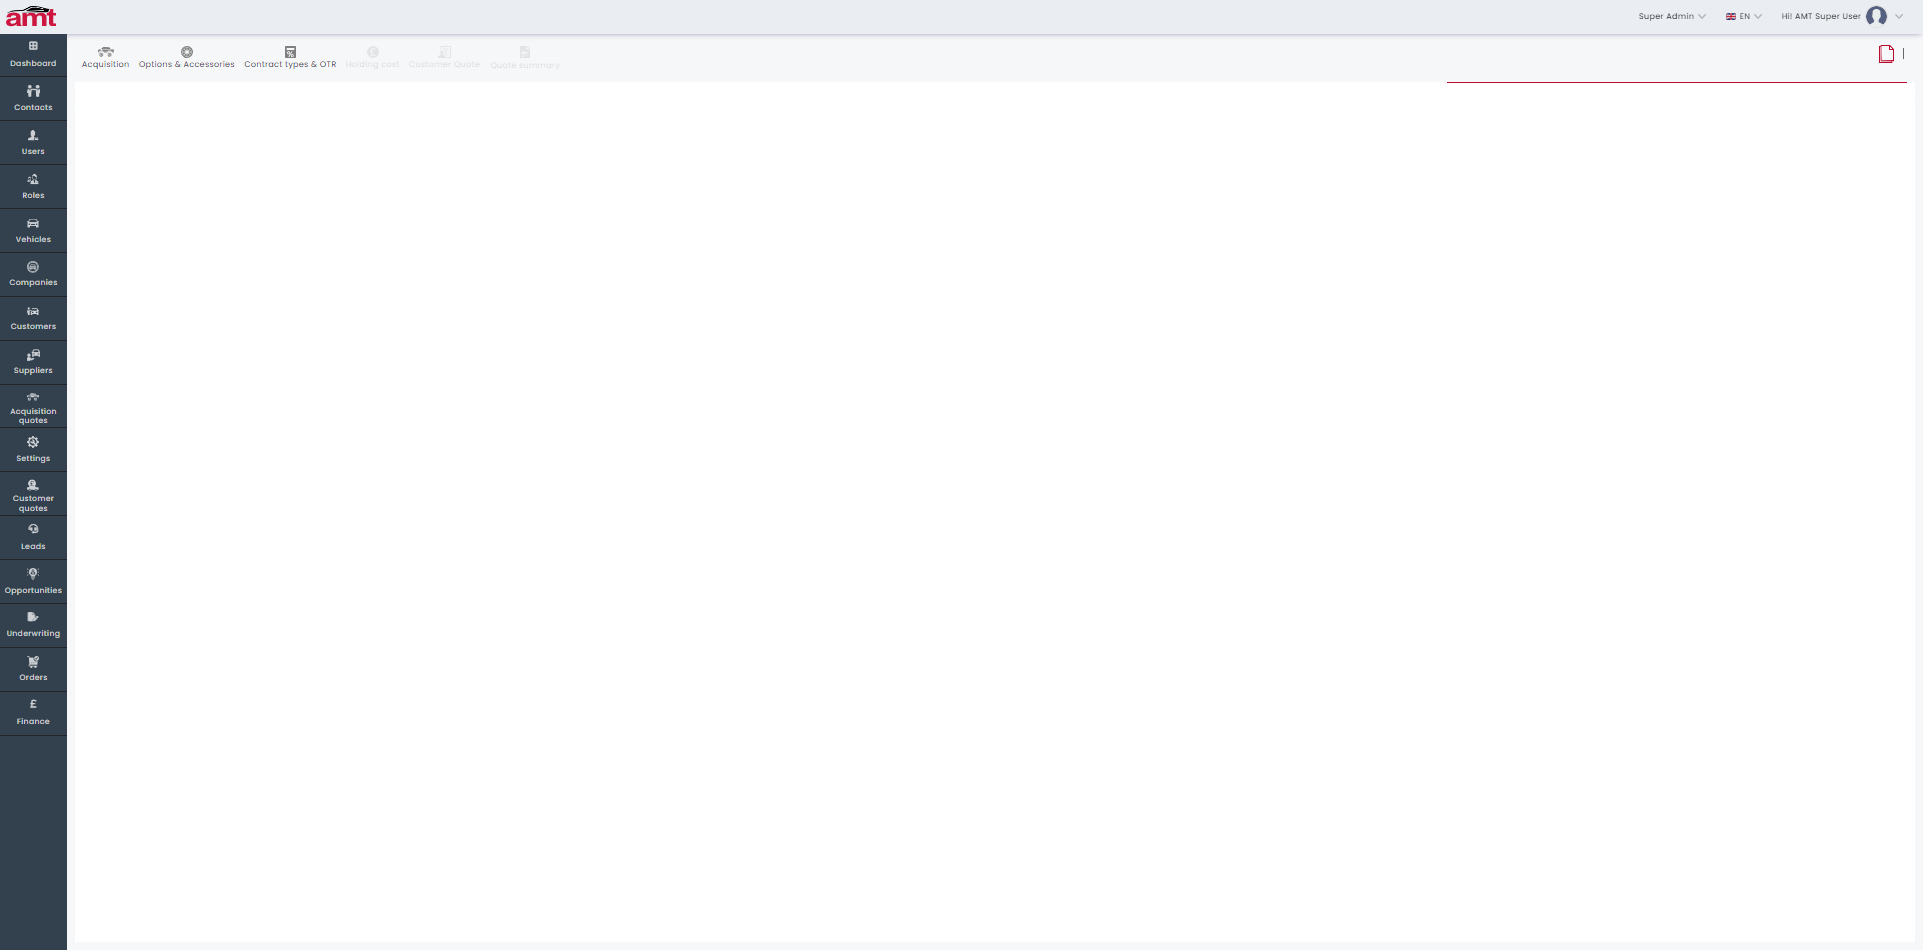 amt
Super Admin
EN
Hi! AMT Super User
Acquisition
Options & Accessories
Contract types & OTR
Holding cost
Customer Quote
Quote summary
Dashboard
Contacts
Users
Roles
Vehicles
Companies
Customers
Suppliers
Acquisition
quotes
Settings
Customer
quotes
Leads
Opportunities
Underwriting
Orders
Finance